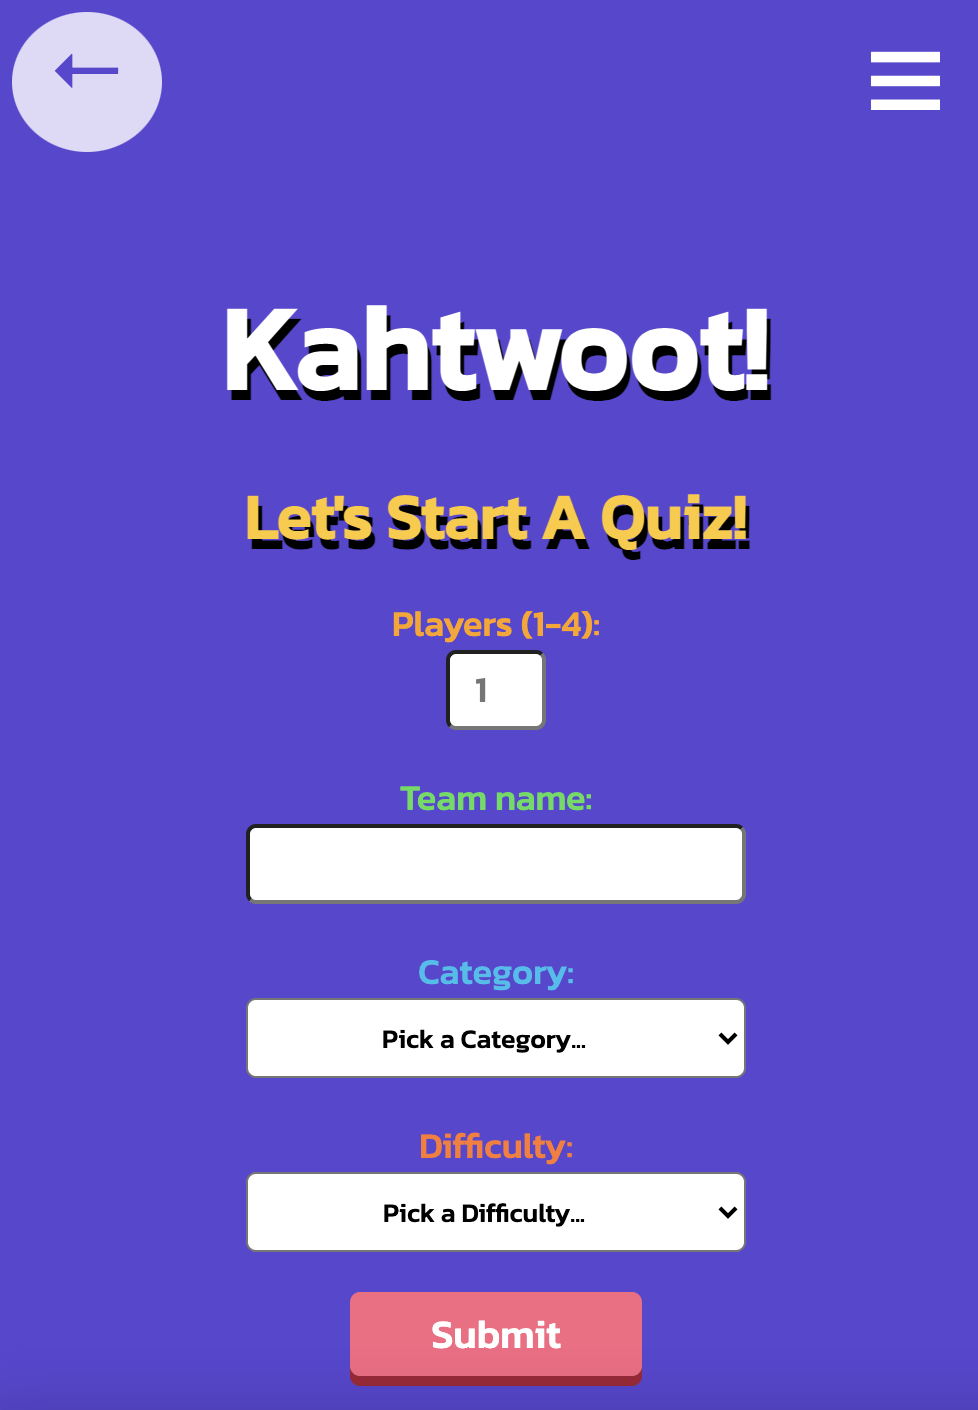 Kahtwoot!
Let's Start A Quiz!
Players (1-4):
1
Team name:
Category:
Pick a Category...
Difficulty:
Pick a Difficulty...
Submit